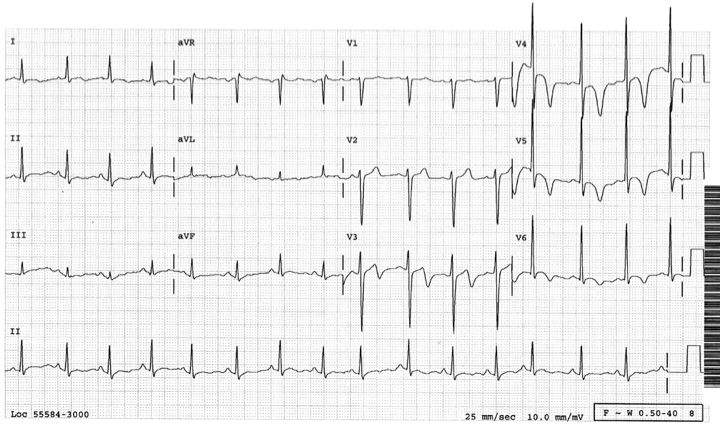 I aVR V1 V4
II aVL V2 V5
III aVF V3 V6
II
Loc 55584-3000 25 mm/sec 10.0 mm/mV F ~ W 0.50-40 8